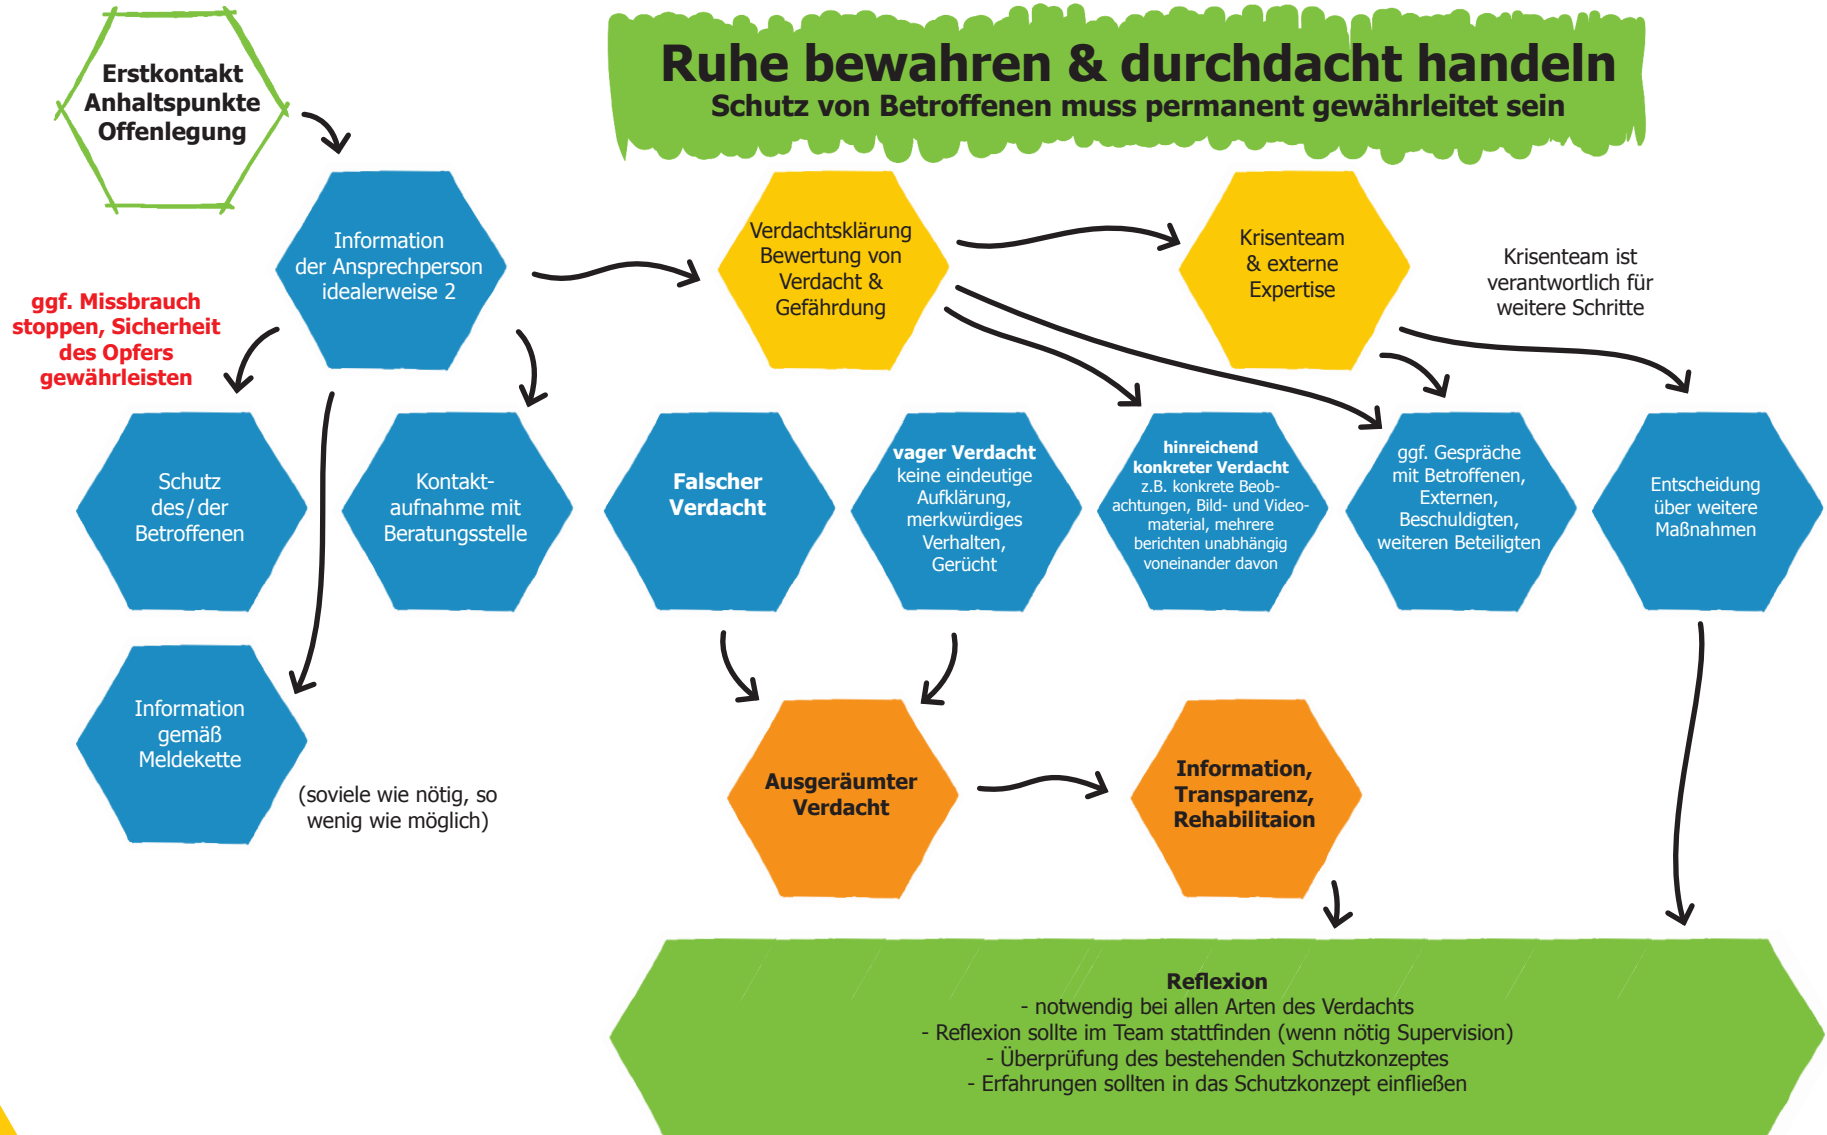 Erstkontakt
Anhaltspunkte
Offenlegung
Ruhe bewahren & durchdacht handeln
Schutz von Betroffenen muss permanent gewährleitet sein
Information
der Ansprechperson
idealerweise 2
Verdachtsklärung
Bewertung von
Verdacht &
Gefährdung
Krisenteam
& externe
Expertise
Krisenteam ist
verantwortlich für
weitere Schritte
ggf. Missbrauch
stoppen, Sicherheit
des Opfers
gewährleisten
Schutz
des/der
Betroffenen
Kontakt-
aufnahme mit
Beratungsstelle
Falscher
Verdacht
vager Verdacht
keine eindeutige
Aufklärung,
merkwürdiges
Verhalten,
Gerücht
hinreichend
konkreter Verdacht
z.B. konkrete Beob-
achtungen, Bild- und Video-
material, mehrere
berichten unabhängig
voneinander davon
ggf. Gespräche
mit Betroffenen,
Externen,
Beschuldigten,
weiteren Beteiligten
Entscheidung
über weitere
Maßnahmen
Information
gemäß
Meldekette
(soviele wie nötig, so
wenig wie möglich)
Ausgeräumter
Verdacht
Information,
Transparenz,
Rehabilitaion
Reflexion
- notwendig bei allen Arten des Verdachts
- Reflexion sollte im Team stattfinden (wenn nötig Supervision)
- Überprüfung des bestehenden Schutzkonzeptes
- Erfahrungen sollten in das Schutzkonzept einfließen